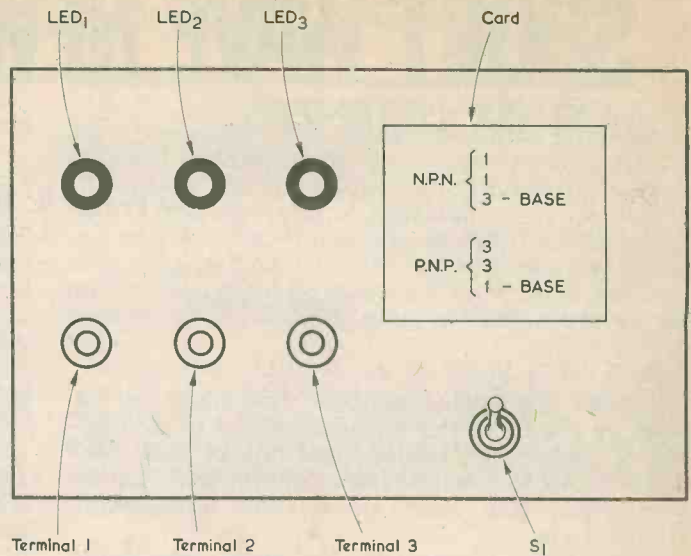 LED1 LED2 LED3 Card
N.P.N. 1
1
3 - BASE
P.N.P. 3
3
1 - BASE
Terminal 1 Terminal 2 Terminal 3 S1